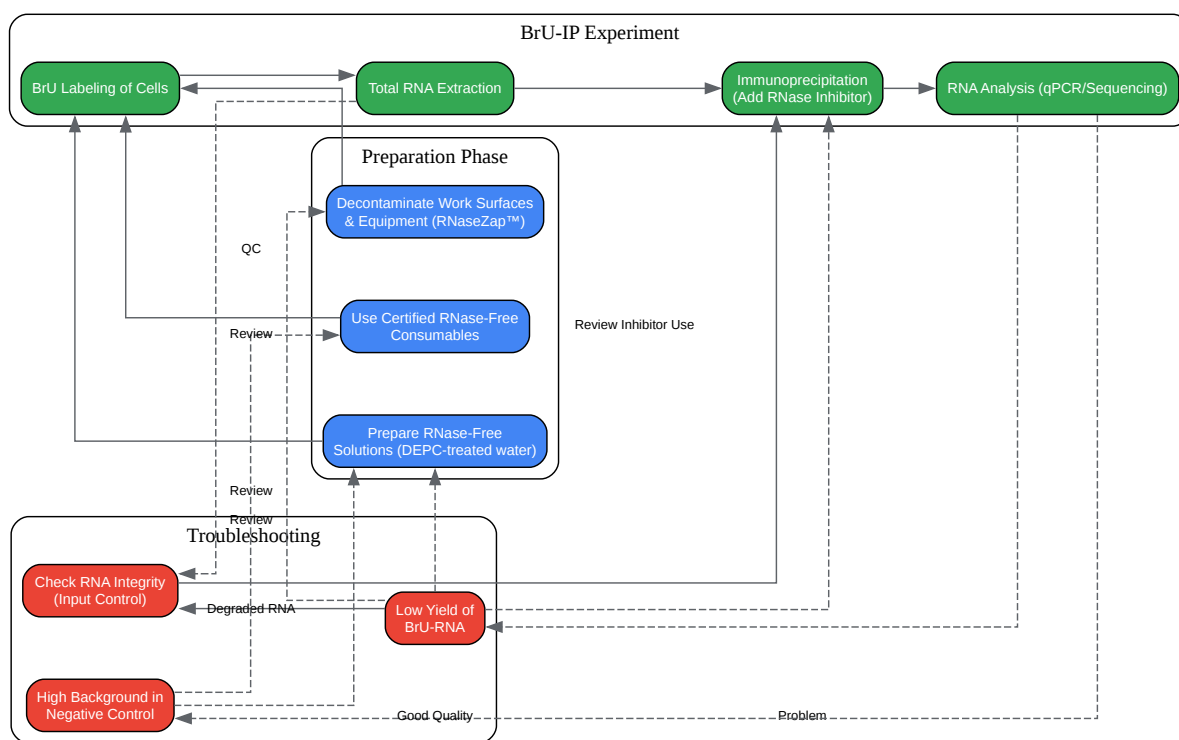 BrU-IP Experiment
BrU Labeling of Cells
Total RNA Extraction
Immunoprecipitation
(Add RNase Inhibitor)
RNA Analysis (qPCR/Sequencing)
Preparation Phase
Decontaminate Work Surfaces
& Equipment (RNaseZap™)
QC
Use Certified RNase-Free
Consumables
Review
Review Inhibitor Use
Prepare RNase-Free
Solutions (DEPC-treated water)
Review
Review
Troubleshooting
Check RNA Integrity
(Input Control)
Degraded RNA
Low Yield of
BrU-RNA
High Background in
Negative Control
Good Quality
Problem